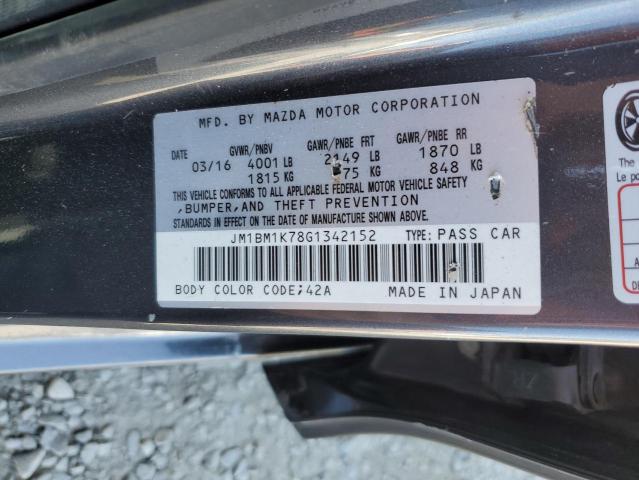 MFD. BY MAZDA MOTOR CORPORATION
DATE GVWR/PNBV GAWR/PNBE FRT GAWR/PNBE RR
03/16 4001 LB 2149 LB 1870 LB
1815 KG 75 KG 848 KG
THIS VEHICLE CONFORMS TO ALL APPLICABLE FEDERAL MOTOR VEHICLE SAFETY
,BUMPER,AND THEFT PREVENTION
STANDARDS IN EFFECT ON THE DATE OF MANUFACTURE SHOWN ABOVE.
JM1BM1K78G1342152 TYPE: PASS CAR
BODY COLOR CODE;42A MADE IN JAPAN
The
Le po